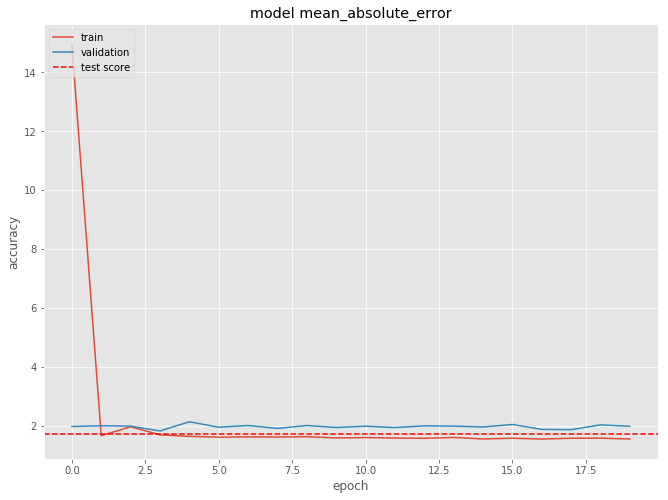 model mean_absolute_error
train
validation
test score
14
12
10
8
6
4
2
accuracy
0.0 2.5 5.0 7.5 10.0 12.5 15.0 17.5
epoch